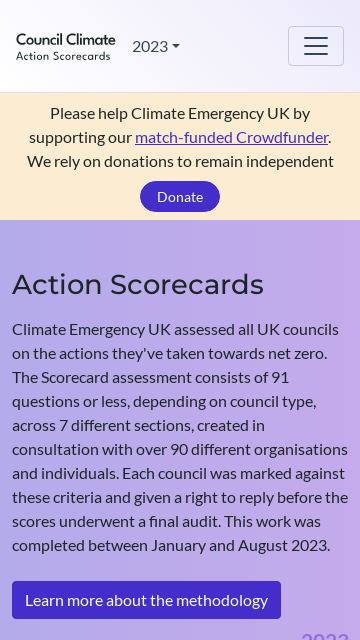 Council Climate
Action Scorecards
2023
Please help Climate Emergency UK by
supporting our match-funded Crowdfunder.
We rely on donations to remain independent
Donate
Action Scorecards
Climate Emergency UK assessed all UK councils
on the actions they've taken towards net zero.
The Scorecard assessment consists of 91
questions or less, depending on council type,
across 7 different sections, created in
consultation with over 90 different organisations
and individuals. Each council was marked against
these criteria and given a right to reply before the
scores underwent a final audit. This work was
completed between January and August 2023.
Learn more about the methodology
2023